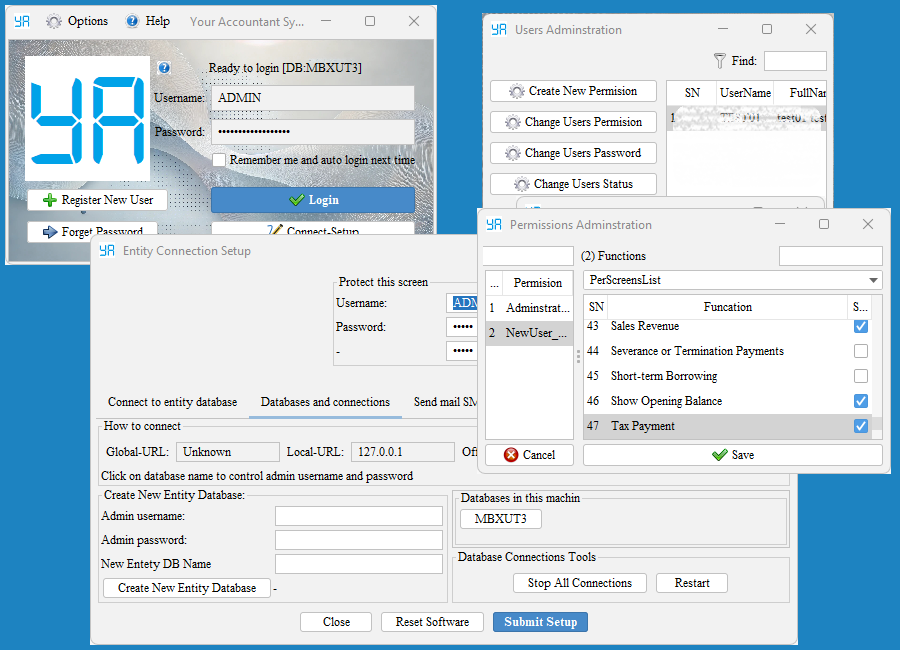 YA Options Help Your Accountant Sy...
YA
Ready to login [DB:MBXUT3]
Username: ADMIN
Password: ••••••••••••••••••
Remember me and auto login next time
Register New User
Login
Forget Password
Connect-Setup
YA Users Adminstration
Find:
Create New Permision
Change Users Permision
Change Users Password
Change Users Status
SN UserName FullNar
1
YA Permissions Adminstration
(2) Functions
... Permision
1 Adminstrat...
2 NewUser_...
PerScreensList
SN Funcation S...
43 Sales Revenue
44 Severance or Termination Payments
45 Short-term Borrowing
46 Show Opening Balance
47 Tax Payment
Cancel
Save
YA Entity Connection Setup
Protect this screen
Username: ADM
Password: •••••
- •••••
Connect to entity database Databases and connections Send mail SM
How to connect
Global-URL: Unknown Local-URL: 127.0.0.1 Off
Click on database name to control admin username and password
Create New Entity Database:
Admin username:
Admin password:
New Entety DB Name
Create New Entity Database -
Databases in this machin
MBXUT3
Database Connections Tools
Stop All Connections Restart
Close Reset Software Submit Setup